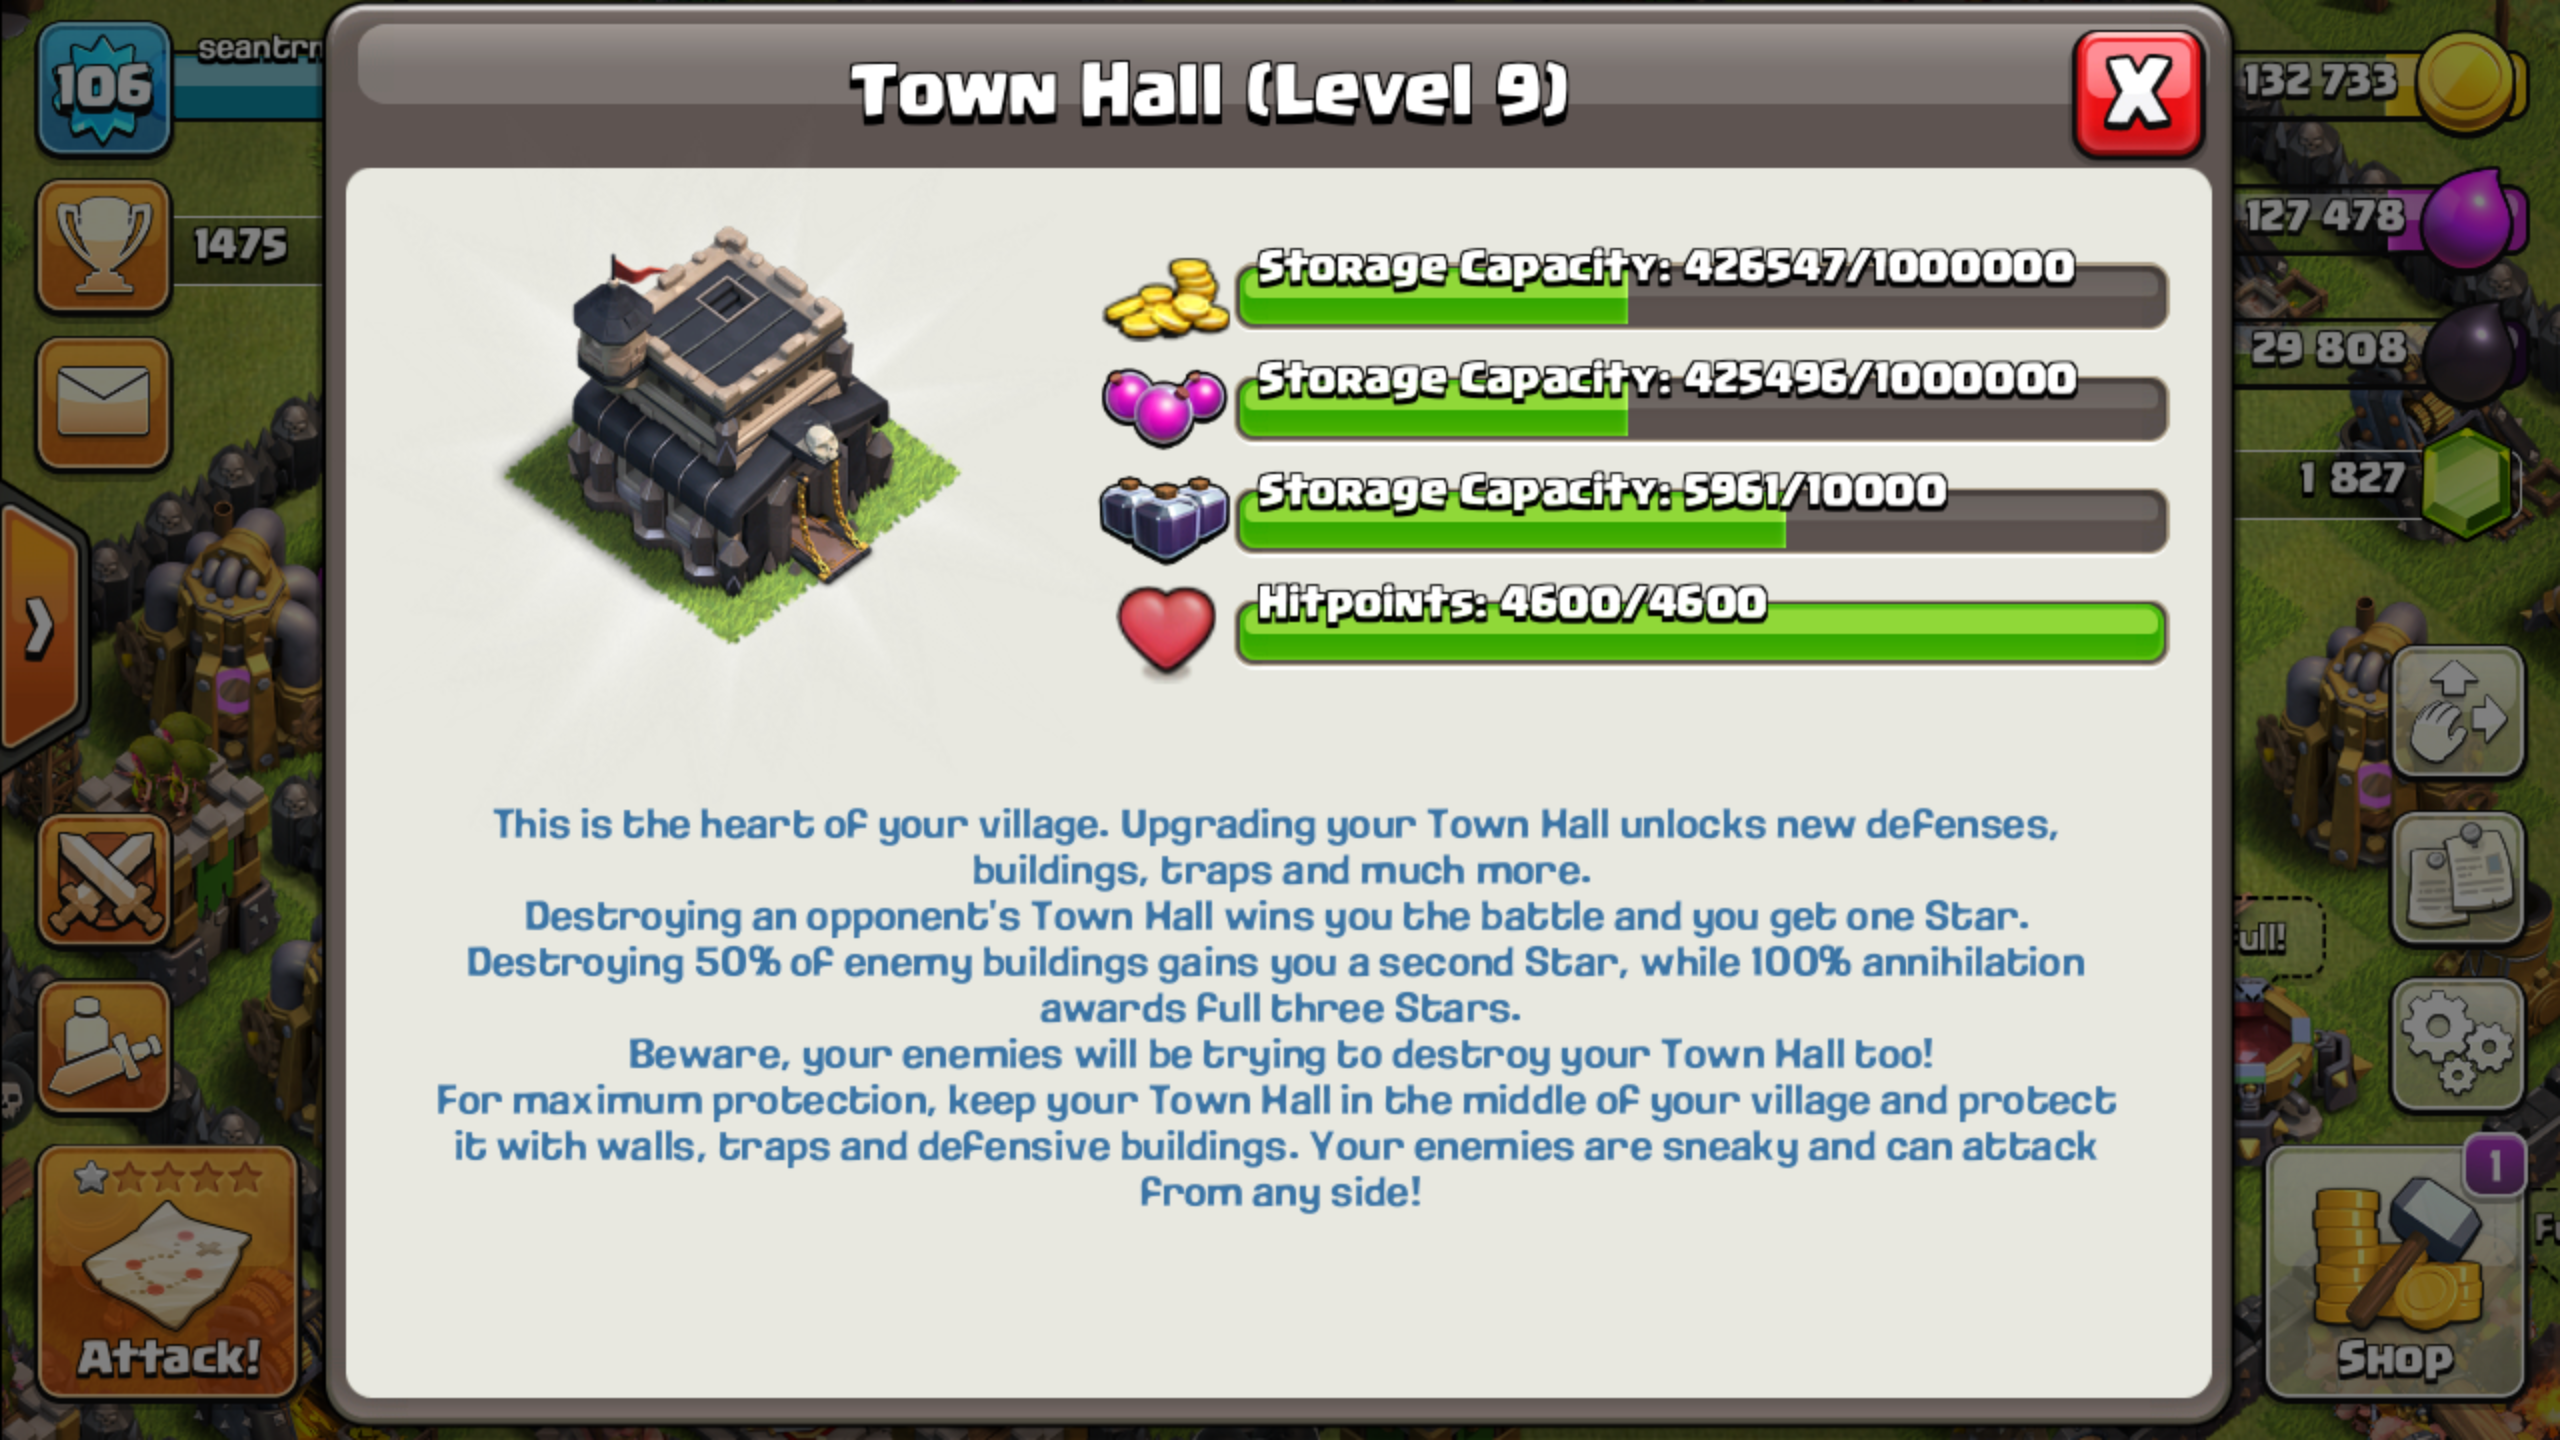 106
seantrn
1475
Town Hall (Level 9)
X
Storage Capacity: 426547/1000000
Storage Capacity: 425496/1000000
Storage Capacity: 5961/10000
Hitpoints: 4600/4600
132 733
127 478
29 808
1 827
This is the heart of your village. Upgrading your Town Hall unlocks new defenses,
buildings, traps and much more.
Destroying an opponent's Town Hall wins you the battle and you get one Star.
Destroying 50% of enemy buildings gains you a second Star, while 100% annihilation
awards full three Stars.
Beware, your enemies will be trying to destroy your Town Hall too!
For maximum protection, keep your Town Hall in the middle of your village and protect
it with walls, traps and defensive buildings. Your enemies are sneaky and can attack
from any side!
Attack!
1
Shop